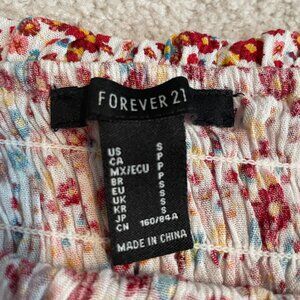 FOREVER 21
US S
CA P
MX/ECU P
BR P
EU S
UK S
KR S
JP S
CN 160/84A
MADE IN CHINA